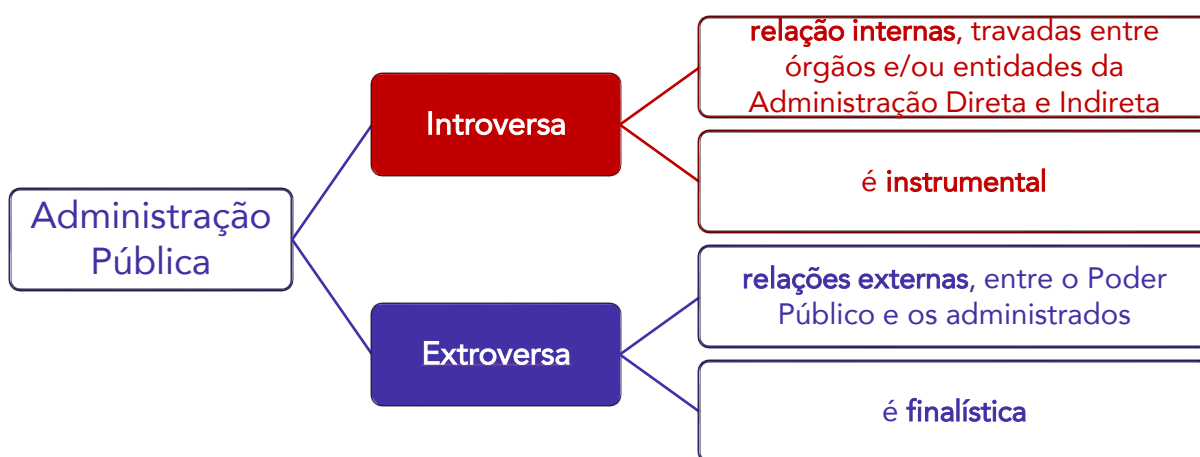 Administração
Pública
Introversa
relação internas, travadas entre
órgãos e/ou entidades da
Administração Direta e Indireta
é instrumental
Extroversa
relações externas, entre o Poder
Público e os administrados
é finalística